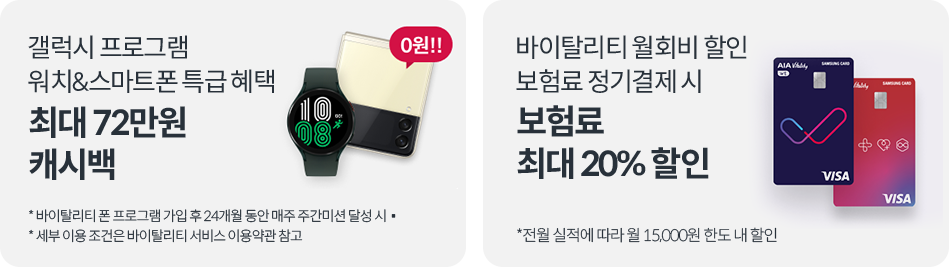 갤럭시 프로그램
워치&스마트폰 특급 혜택
최대 72만원
캐시백
0원!!
10
08
* 바이탈리티 폰 프로그램 가입 후 24개월 동안 매주 주간미션 달성 시 ▪
* 세부 이용 조건은 바이탈리티 서비스 이용약관 참고
바이탈리티 월회비 할인
보험료 정기결제 시
보험료
최대 20% 할인
AIA Vitality
SAMSUNG CARD
VISA
Vitality
SAMSUNG CARD
VISA
*전월 실적에 따라 월 15,000원 한도 내 할인